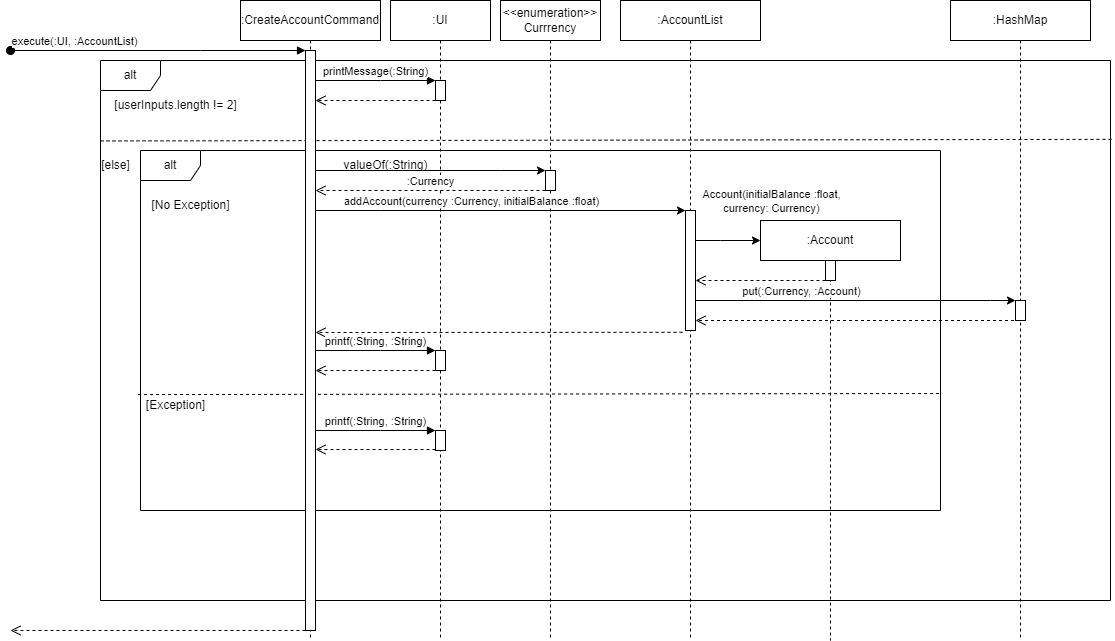 :CreateAccountCommand
:UI
<<enumeration>>
Currrency
:AccountList
:HashMap
execute(:UI, :AccountList)
alt
printMessage(:String)
[userInputs.length != 2]
[else]
alt
valueOf(:String)
:Currency
[No Exception]
addAccount(currency :Currency, initialBalance :float)
Account(initialBalance :float,
currency: Currency)
:Account
put(:Currency, :Account)
printf(:String, :String)
[Exception]
printf(:String, :String)